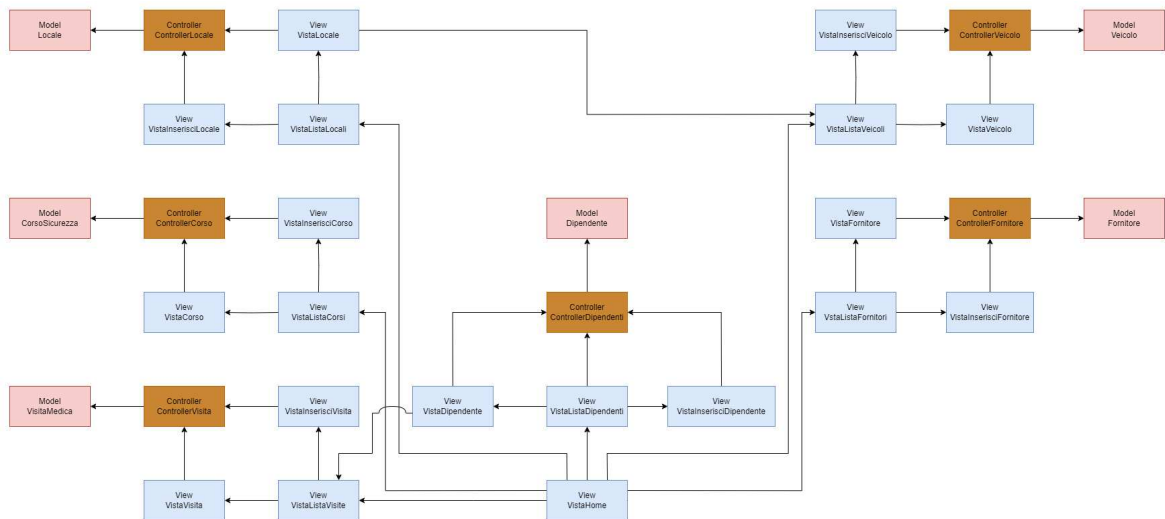 Model
Locale
Controller
ControllerLocale
View
VistaLocale
View
VistaInserisciVeicolo
Controller
ControllerVeicolo
Model
Veicolo
View
VistaInserisciLocale
View
VistaListaLocali
View
VistaListaVeicoli
View
VistaVeicolo
Model
CorsoSicurezza
Controller
ControllerCorso
View
VistaInserisciCorso
Model
Dipendente
View
VistaFornitore
Controller
ControllerFornitore
Model
Fornitore
View
VistaCorso
View
VistaListaCorsi
Controller
ControllerDipendenti
View
VstaListaFornitori
View
VistaInserisciFornitore
Model
VisitaMedica
Controller
ControllerVisita
View
VistaInserisciVisita
View
VistaDipendente
View
VistaListaDipendenti
View
VistaInserisciDipendente
View
VistaVisita
View
VistaListaVisite
View
VistaHome